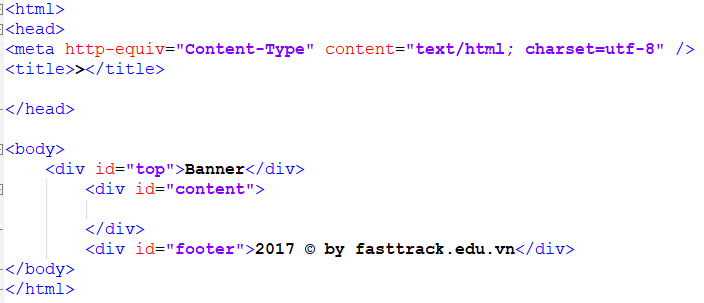 <html>
<head>
<meta http-equiv="Content-Type" content="text/html; charset=utf-8" />
<title>></title>
</head>
<body>
<div id="top">Banner</div>
<div id="content">
</div>
<div id="footer">2017 © by fasttrack.edu.vn</div>
</body>
</html>